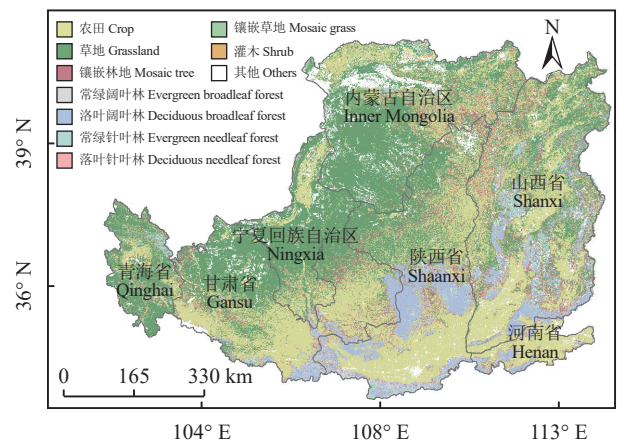 农田 Crop
草地 Grassland
镶嵌林地 Mosaic tree
常绿阔叶林 Evergreen broadleaf forest
落叶阔叶林 Deciduous broadleaf forest
常绿针叶林 Evergreen needleaf forest
落叶针叶林 Deciduous needleaf forest
镶嵌草地 Mosaic grass
灌木 Shrub
其他 Others
N
内蒙古自治区
Inner Mongolia
山西省
Shanxi
宁夏回族自治区
Ningxia
陕西省
Shaanxi
青海省
Qinghai
甘肃省
Gansu
河南省
Henan
39° N
36° N
0 165 330 km
104° E 108° E 113° E